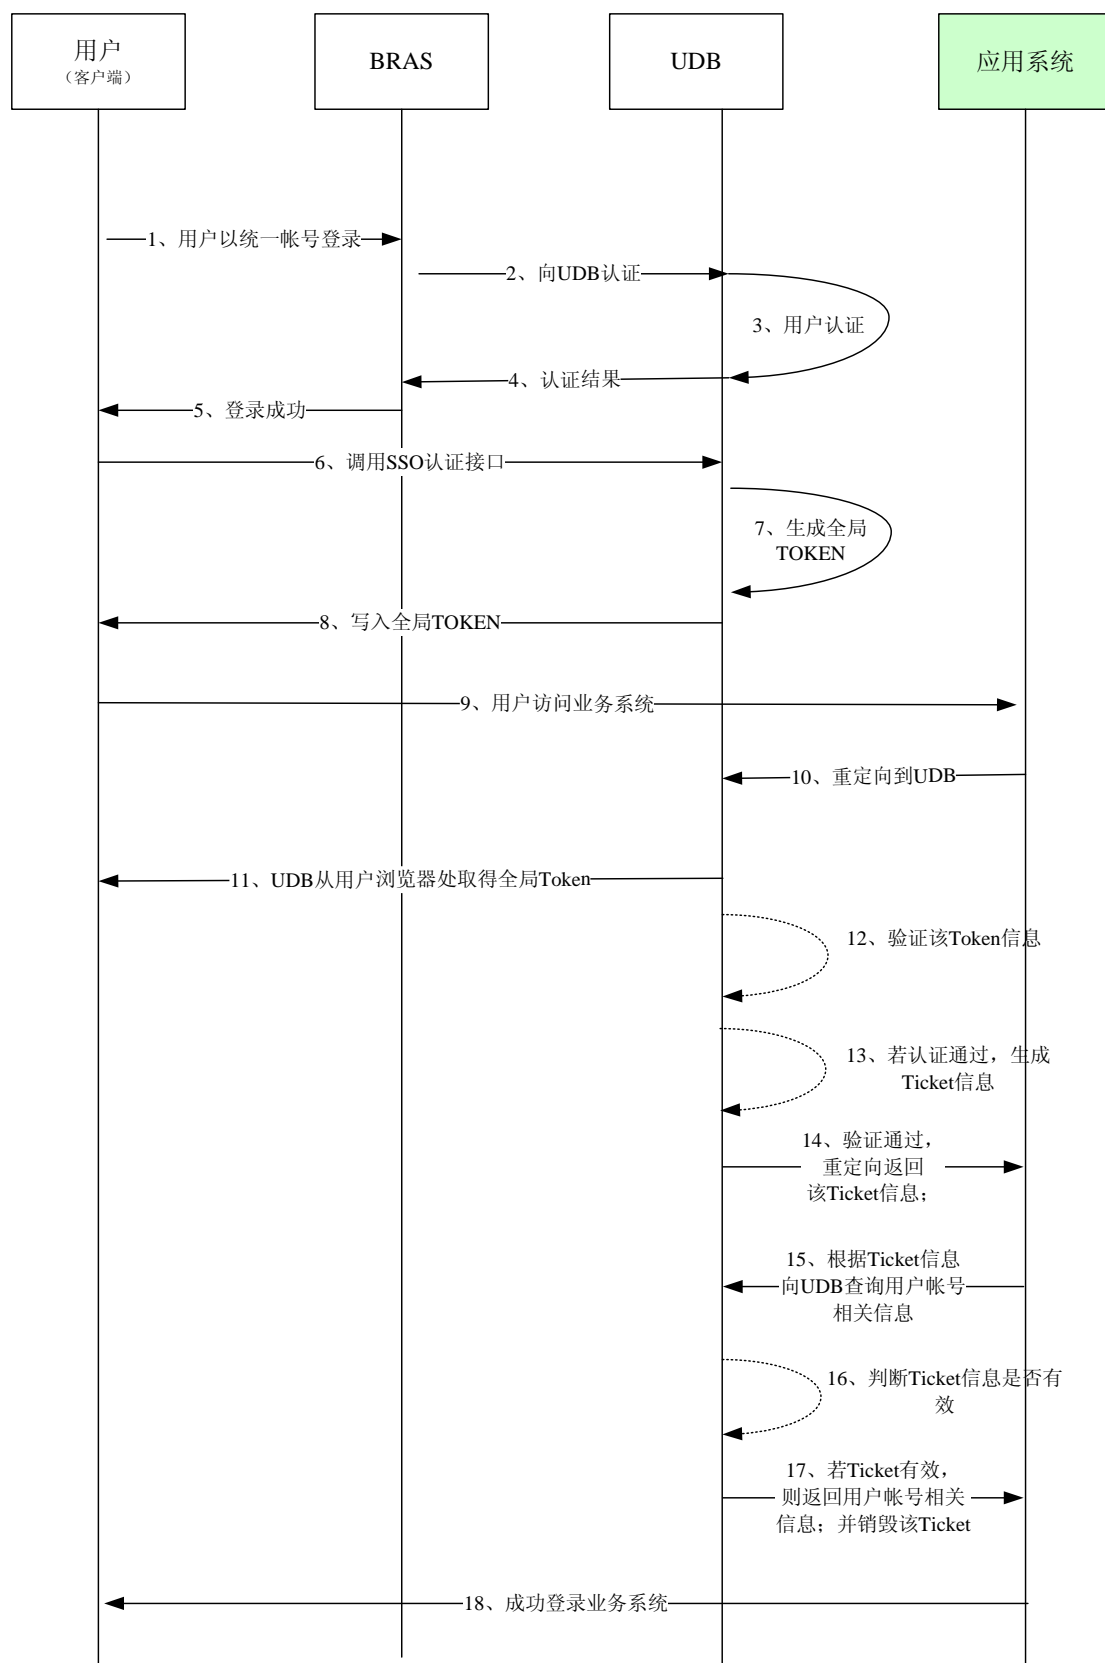 用户
（客户端）
BRAS
UDB
应用系统
1、用户以统一帐号登录
2、向UDB认证
3、用户认证
4、认证结果
5、登录成功
6、调用SSO认证接口
7、生成全局
TOKEN
8、写入全局TOKEN
9、用户访问业务系统
10、重定向到UDB
11、UDB从用户浏览器处取得全局Token
12、验证该Token信息
13、若认证通过，生成
Ticket信息
14、验证通过，
重定向返回
该Ticket信息；
15、根据Ticket信息
向UDB查询用户帐号
相关信息
16、判断Ticket信息是否有
效
17、若Ticket有效，
则返回用户帐号相关
信息；并销毁该Ticket
18、成功登录业务系统